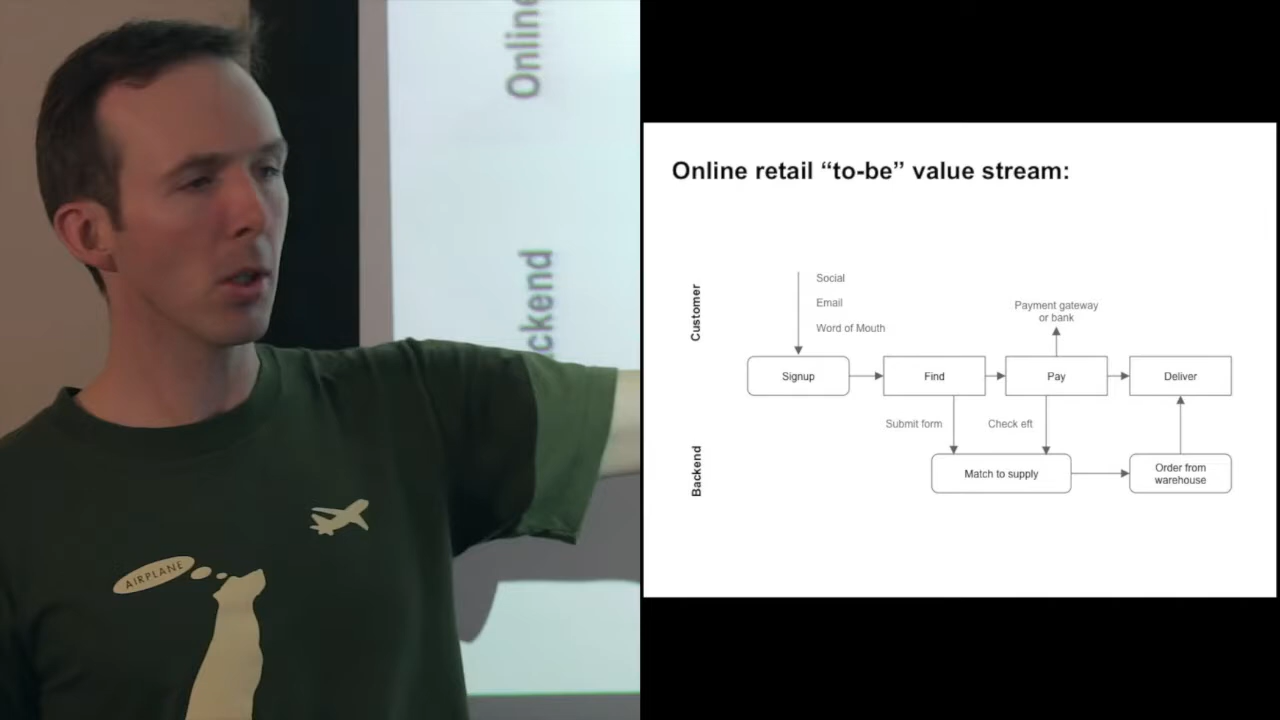 Online
ckend
AIRPLANE
Online retail “to-be” value stream:
Customer
Social
Email
Word of Mouth
Payment gateway
or bank
Signup
Find
Pay
Deliver
Submit form
Check eft
Backend
Match to supply
Order from
warehouse